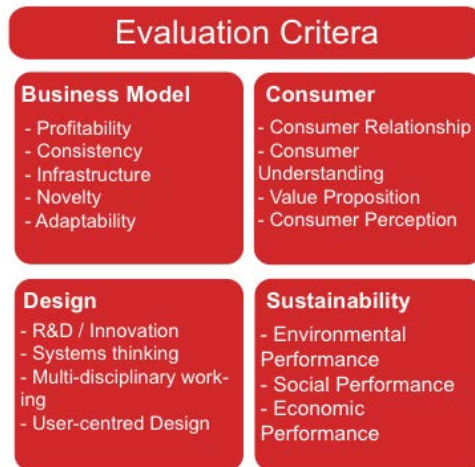 Evaluation Critera
Business Model
- Profitability
- Consistency
- Infrastructure
- Novelty
- Adaptability
Consumer
- Consumer Relationship
- Consumer
Understanding
- Value Proposition
- Consumer Perception
Design
- R&D / Innovation
- Systems thinking
- Multi-disciplinary work-
ing
- User-centred Design
Sustainability
- Environmental
Performance
- Social Performance
- Economic
Performance